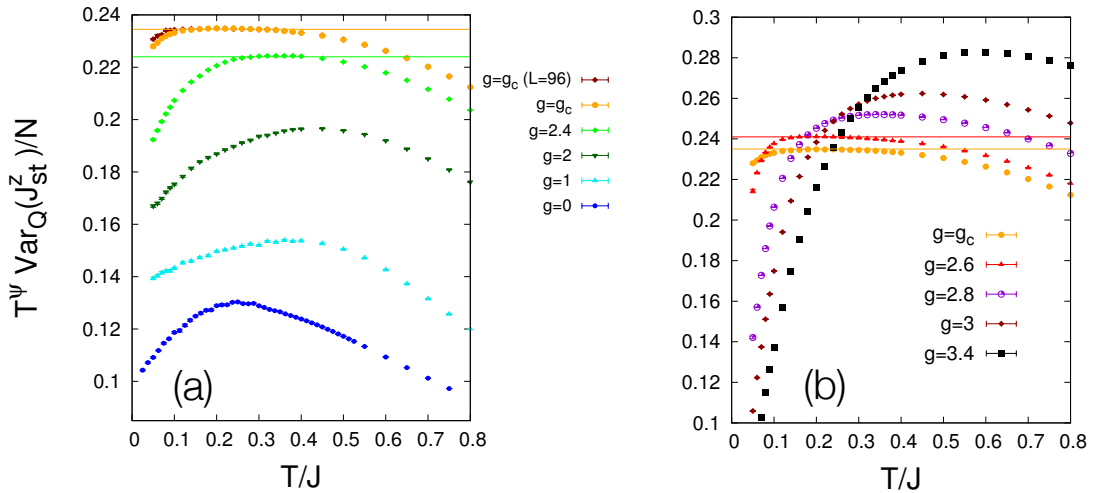 T^Ψ Var_Q(J^z_st)/N
0.24
0.22
0.2
0.18
0.16
0.14
0.12
0.1
0 0.1 0.2 0.3 0.4 0.5 0.6 0.7 0.8
T/J
(a)
g=g_c (L=96)
g=g_c
g=2.4
g=2
g=1
g=0
0.3
0.28
0.26
0.24
0.22
0.2
0.18
0.16
0.14
0.12
0.1
0 0.1 0.2 0.3 0.4 0.5 0.6 0.7 0.8
T/J
(b)
g=g_c
g=2.6
g=2.8
g=3
g=3.4